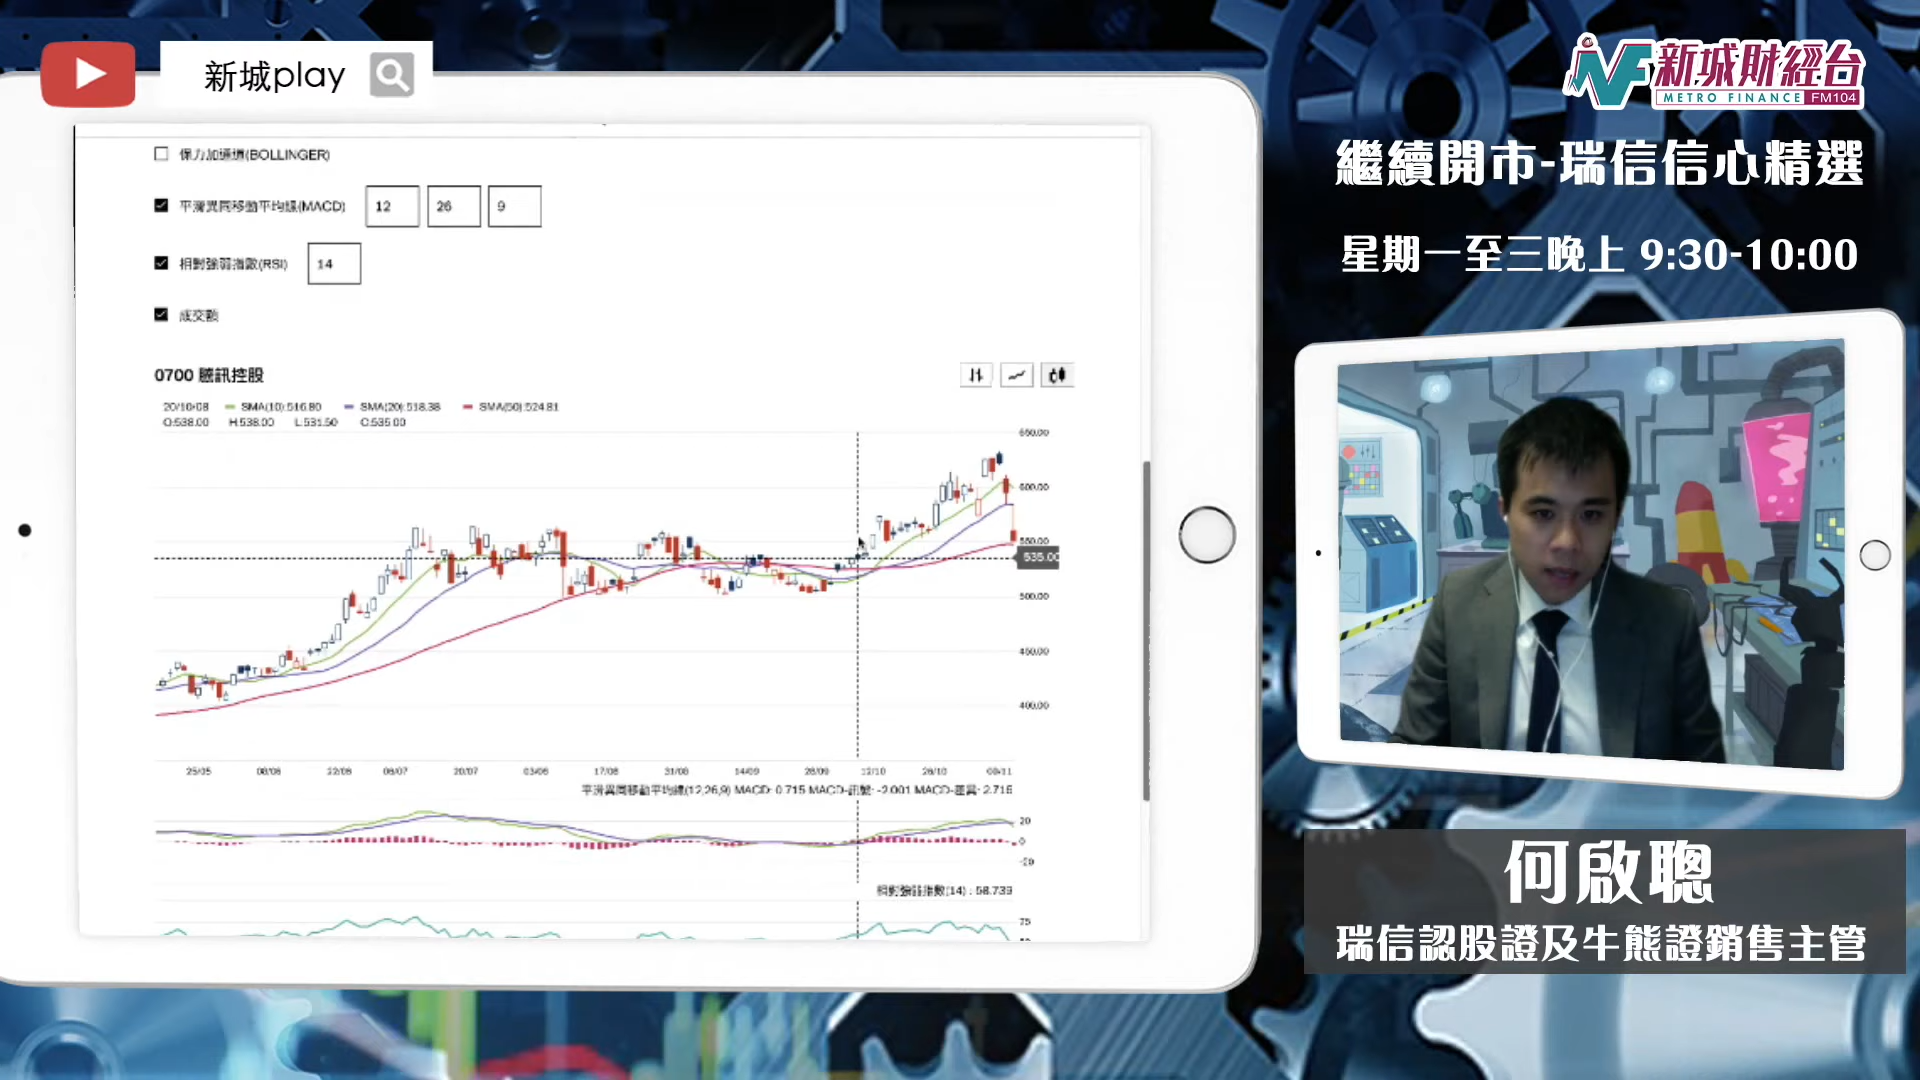 新城play
新城財經台
METRO FINANCE FM104
繼續開市-瑞信信心精選
星期一至三晚上 9:30-10:00
保力加通道(BOLLINGER)
平滑異同移動平均線(MACD) 12 26 9
相對強弱指數(RSI) 14
成交額
0700 騰訊控股
20/10/08 SMA(10):516.80 SMA(20):518.38 SMA(50):524.81
O:538.00 H:538.00 L:531.50 C:535.00
650.00
600.00
550.00
535.00
500.00
450.00
400.00
25/05 08/06 22/06 06/07 20/07 03/08 17/08 31/08 14/09 28/09 12/10 26/10 09/11
平滑異同移動平均線(12,26,9) MACD: 0.715 MACD-訊號: -2.001 MACD-差異: 2.716
20
0
-20
相對強弱指數(14) : 58.739
75
何啟聰
瑞信認股證及牛熊證銷售主管